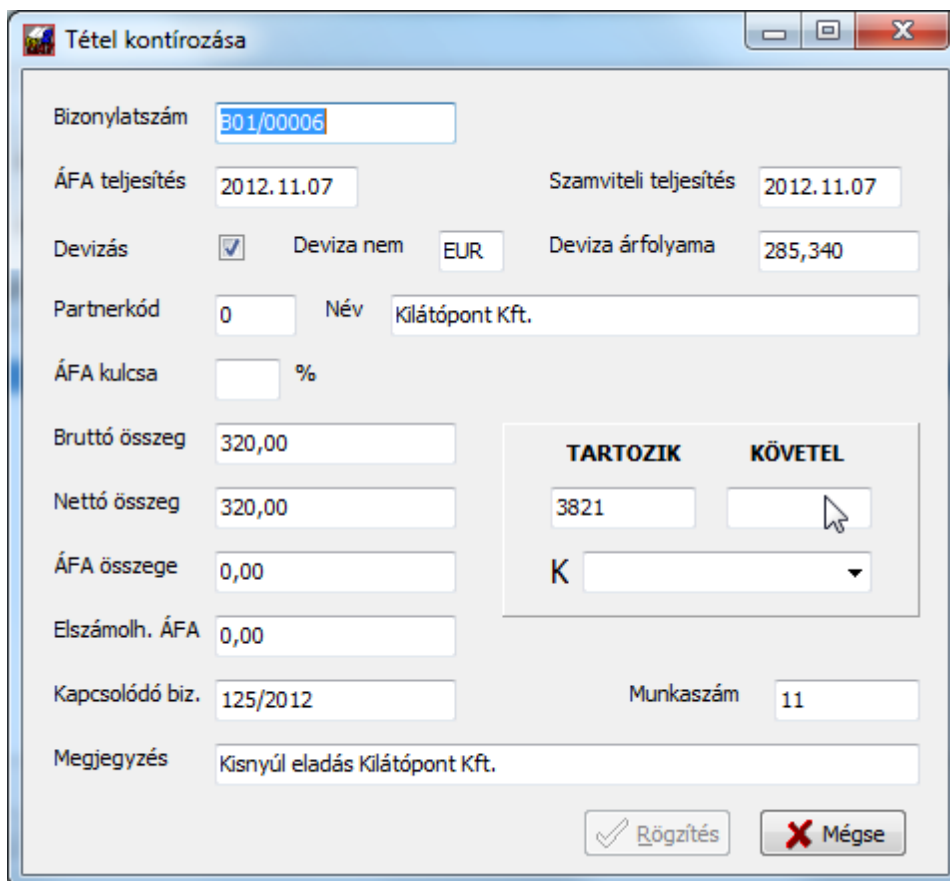 Tétel kontírozása
Bizonylatszám B01/00006
ÁFA teljesítés 2012.11.07 Szamviteli teljesítés 2012.11.07
Devizás Deviza nem EUR Deviza árfolyama 285,340
Partnerkód 0 Név Kilátópont Kft.
ÁFA kulcsa %
Bruttó összeg 320,00
TARTOZIK KÖVETEL
Nettó összeg 320,00 3821
ÁFA összege 0,00 K
Elszámolh. ÁFA 0,00
Kapcsolódó biz. 125/2012 Munkaszám 11
Megjegyzés Kisnyúl eladás Kilátópont Kft.
Rögzítés Mégse